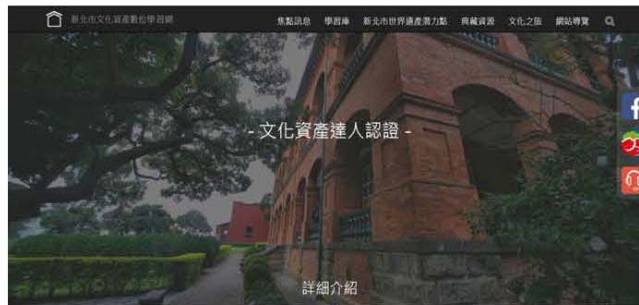 新北市文化資產數位學習網
焦點訊息 學習庫 新北市世界遺產潛力點 典藏資源 文化之旅 網站導覽
- 文化資產達人認證 -
詳細介紹